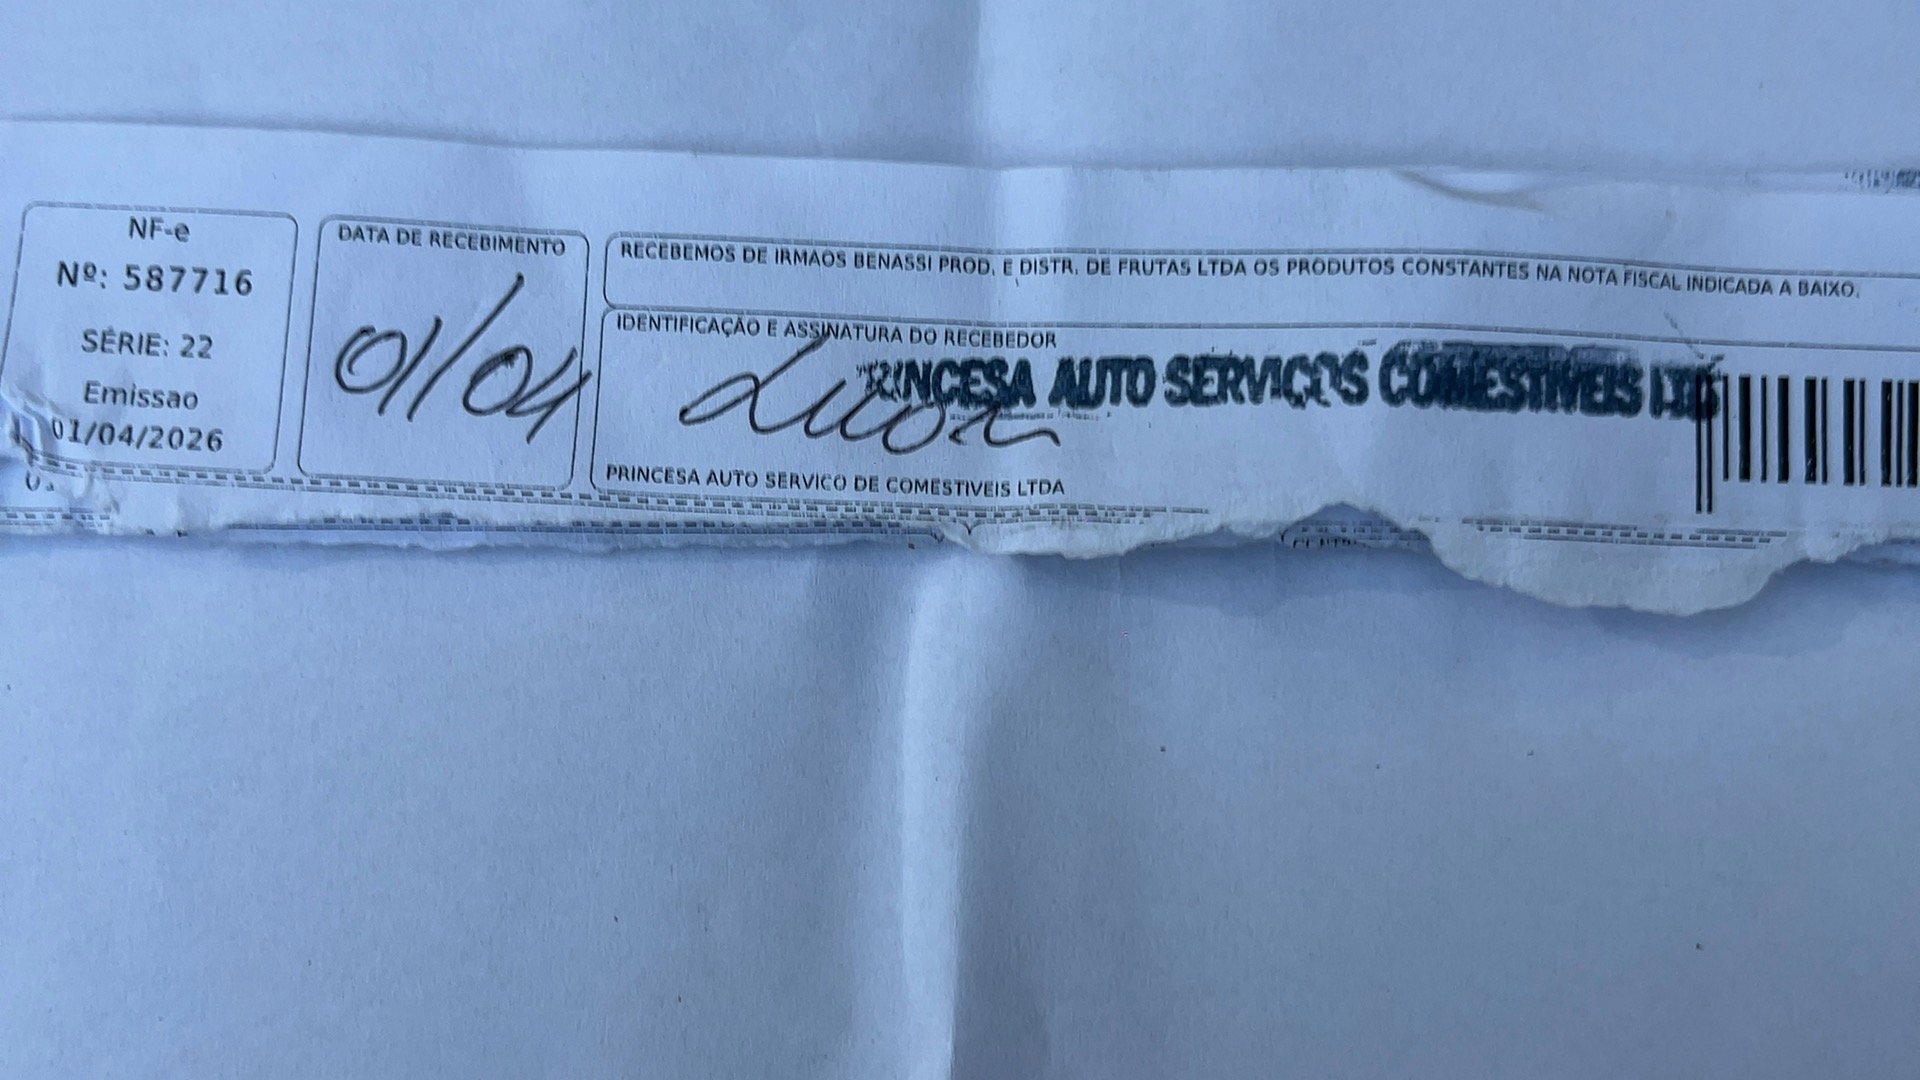 NF-e
Nº: 587716
SÉRIE: 22
Emissao
01/04/2026
DATA DE RECEBIMENTO
01/04
RECEBEMOS DE IRMAOS BENASSI PROD. E DISTR. DE FRUTAS LTDA OS PRODUTOS CONSTANTES NA NOTA FISCAL INDICADA A BAIXO.
IDENTIFICAÇÃO E ASSINATURA DO RECEBEDOR
PRINCESA AUTO SERVIÇOS COMESTIVEIS LTD
PRINCESA AUTO SERVICO DE COMESTIVEIS LTDA